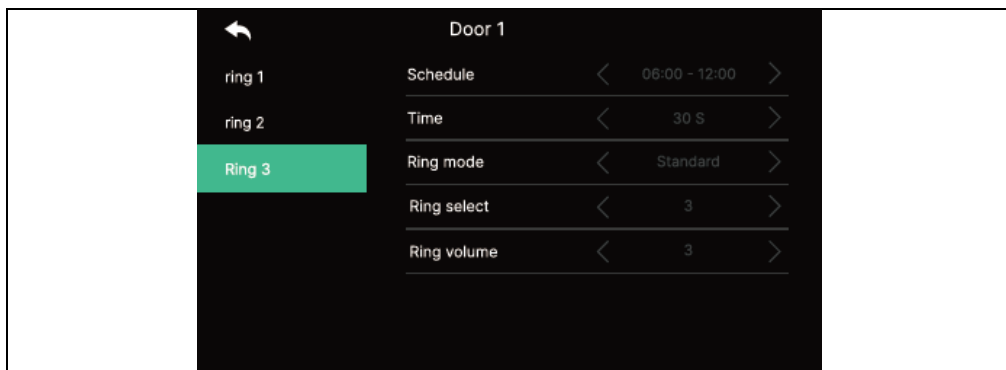 Door 1
ring 1
ring 2
Ring 3
Schedule 06:00 - 12:00
Time 30 S
Ring mode Standard
Ring select 3
Ring volume 3